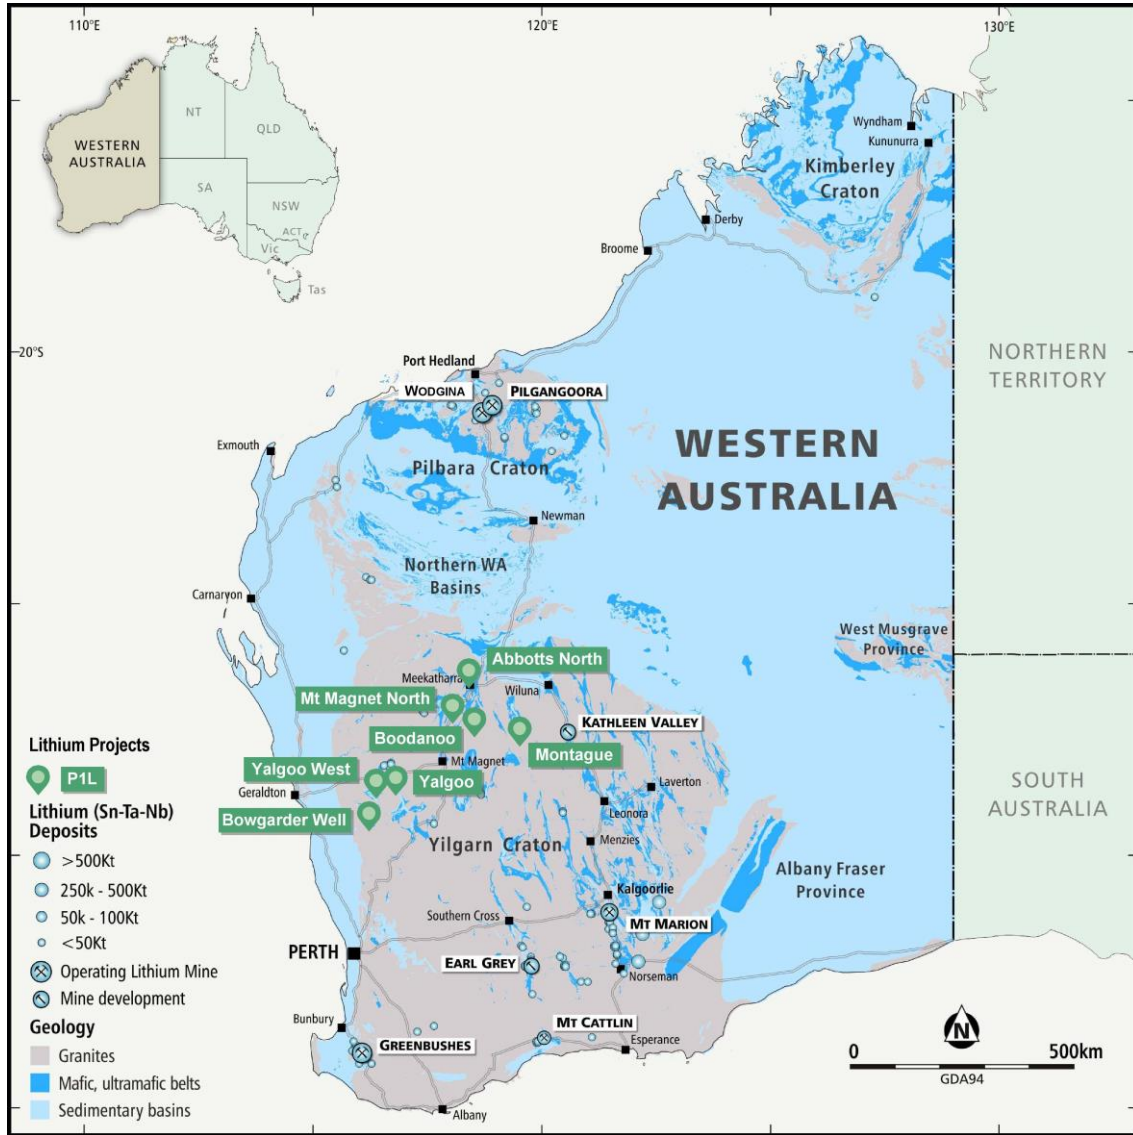 110°E
120°E
130°E
WESTERN
AUSTRALIA
NT
QLD
SA
NSW
ACT
Vic
Tas
Wyndham
Kununurra
Kimberley
Craton
Derby
Broome
20°S
NORTHERN
TERRITORY
Port Hedland
WODGINA
PILGANGOORA
WESTERN
AUSTRALIA
Exmouth
Pilbara Craton
Newman
Northern WA
Basins
Carnaryon
West Musgrave
Province
Abbotts North
Meekatharra
Wiluna
Mt Magnet North
KATHLEEN VALLEY
Boodanoo
Montague
Lithium Projects
P1L
Yalgoo West
Mt Magnet
Yalgoo
Laverton
SOUTH
AUSTRALIA
Geraldton
Leonora
Bowgarder Well
Lithium (Sn-Ta-Nb)
Deposits
>500Kt
250k - 500Kt
50k - 100Kt
<50Kt
Operating Lithium Mine
Mine development
Yilgarn Craton
Menzies
Albany Fraser
Province
Kalgoorlie
Southern Cross
MT MARION
PERTH
EARL GREY
Norseman
Bunbury
MT CATTLIN
GREENBUSHES
Esperance
Albany
Geology
Granites
Mafic, ultramafic belts
Sedimentary basins
N
0 500km
GDA94